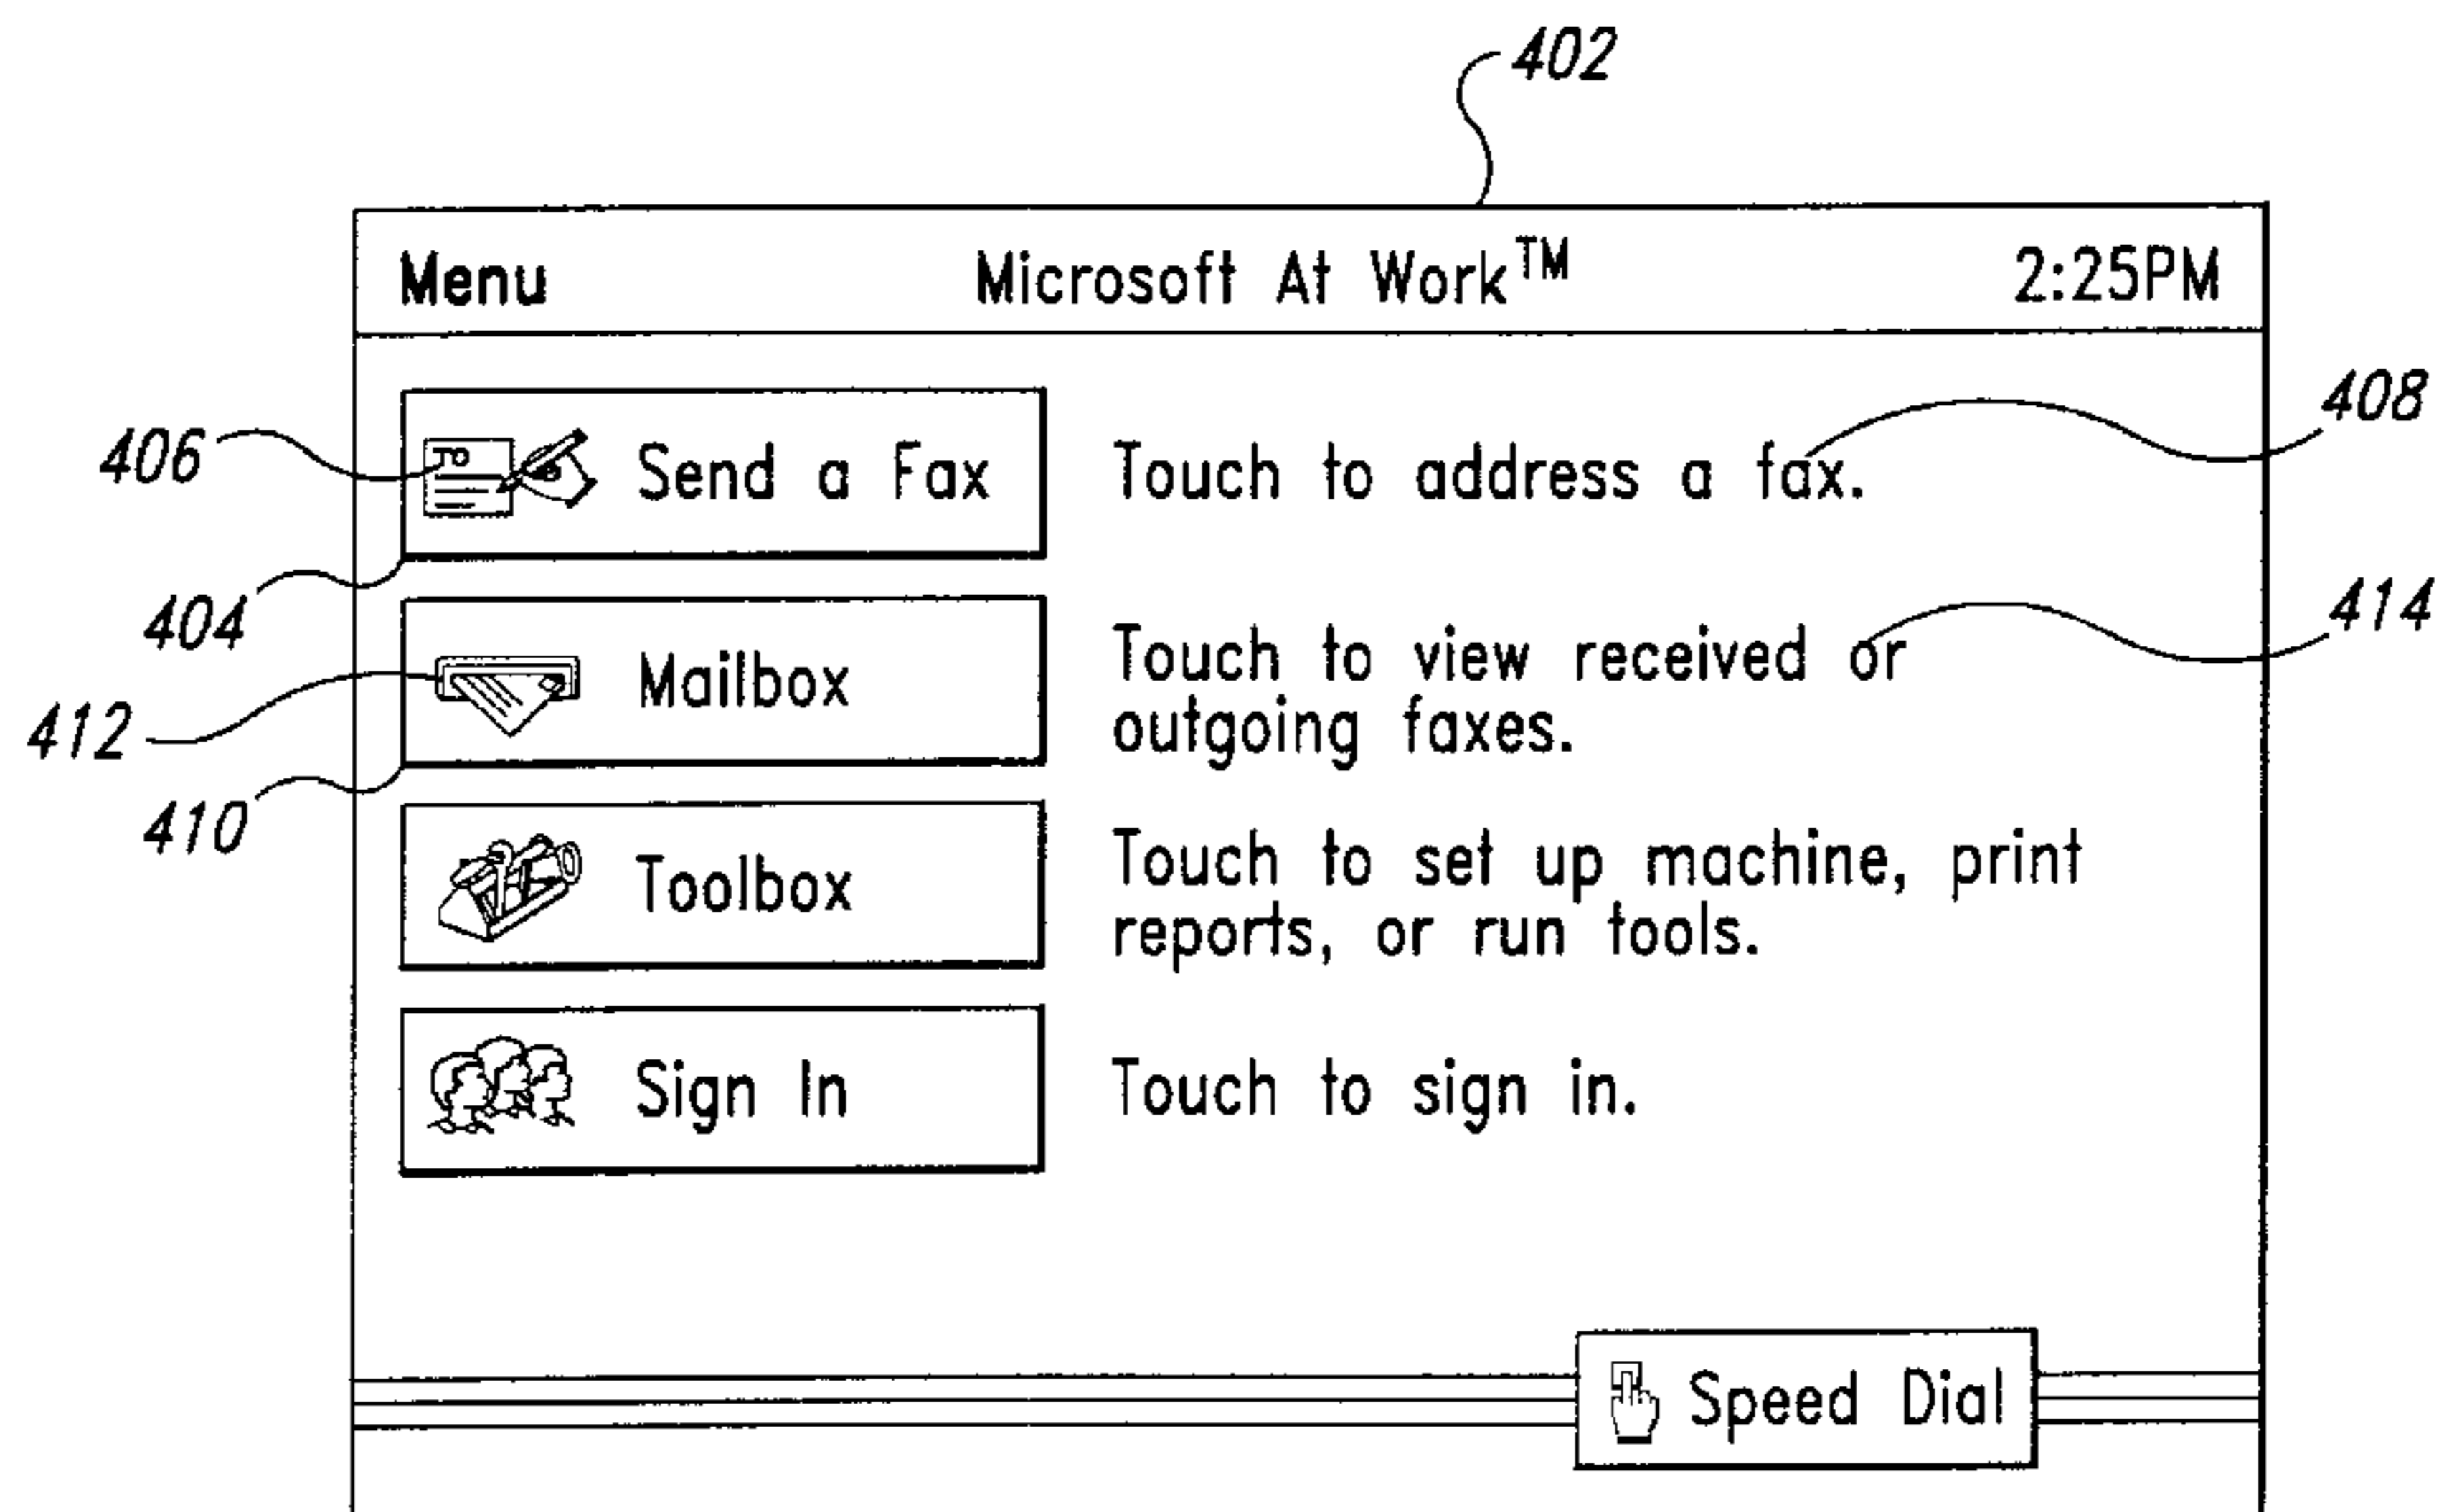 402
Menu Microsoft At Work™ 2:25PM
408
406 TO Send a Fax Touch to address a fax.
404
414
412 Mailbox Touch to view received or
outgoing faxes.
410
Toolbox Touch to set up machine, print
reports, or run tools.
Sign In Touch to sign in.
Speed Dial